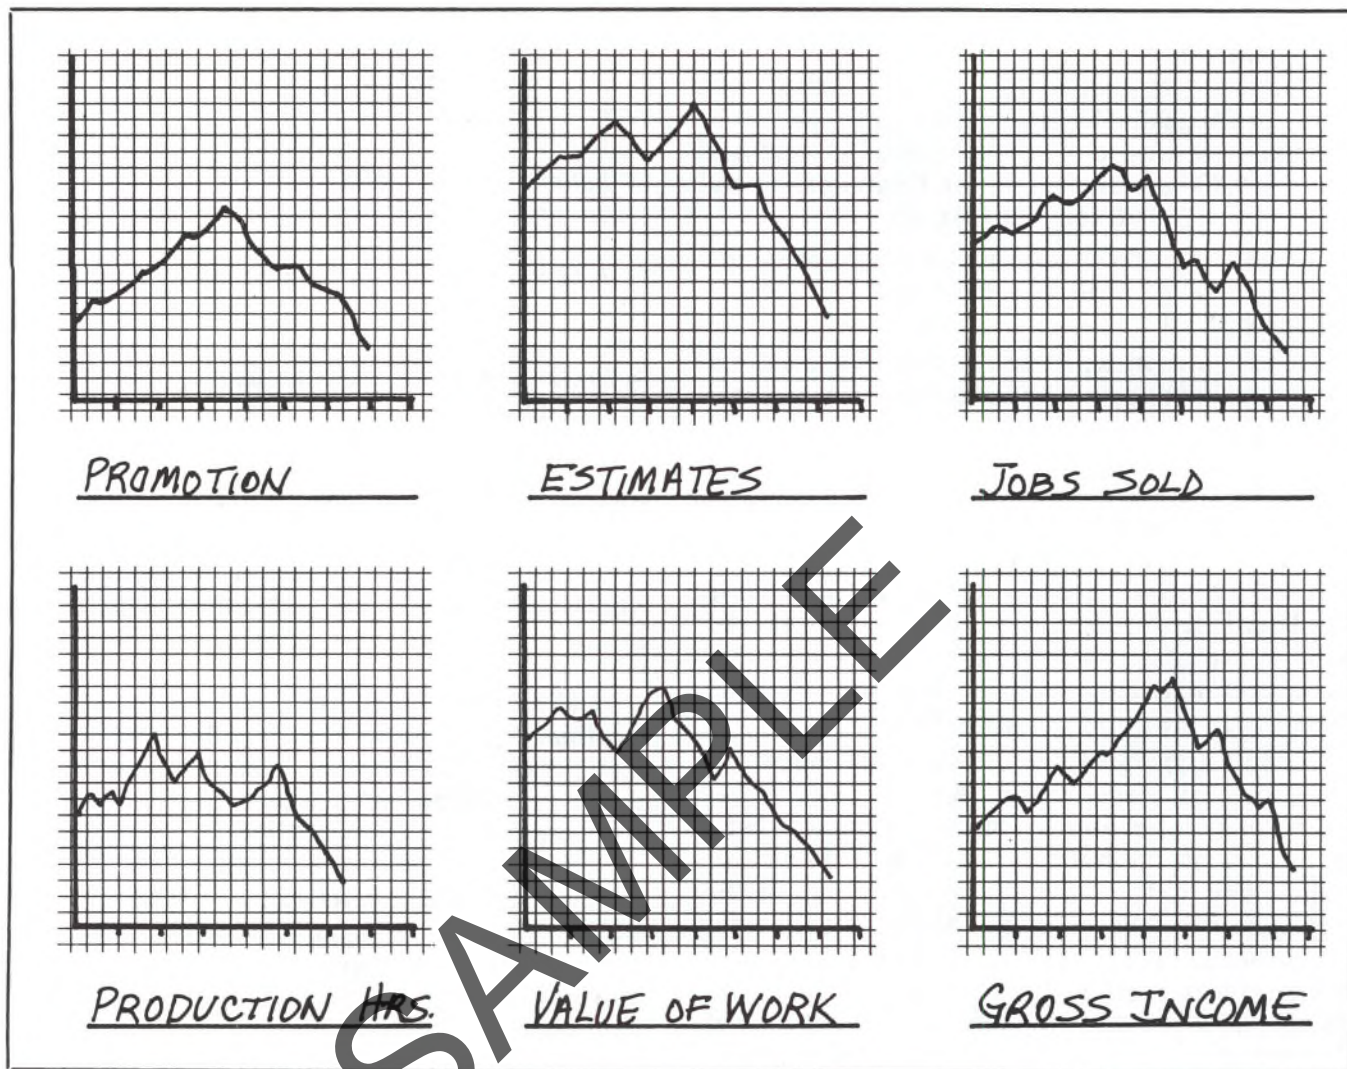 PROMOTION
ESTIMATES
JOBS SOLD
PRODUCTION HRS.
VALUE OF WORK
GROSS INCOME
SAMPLE